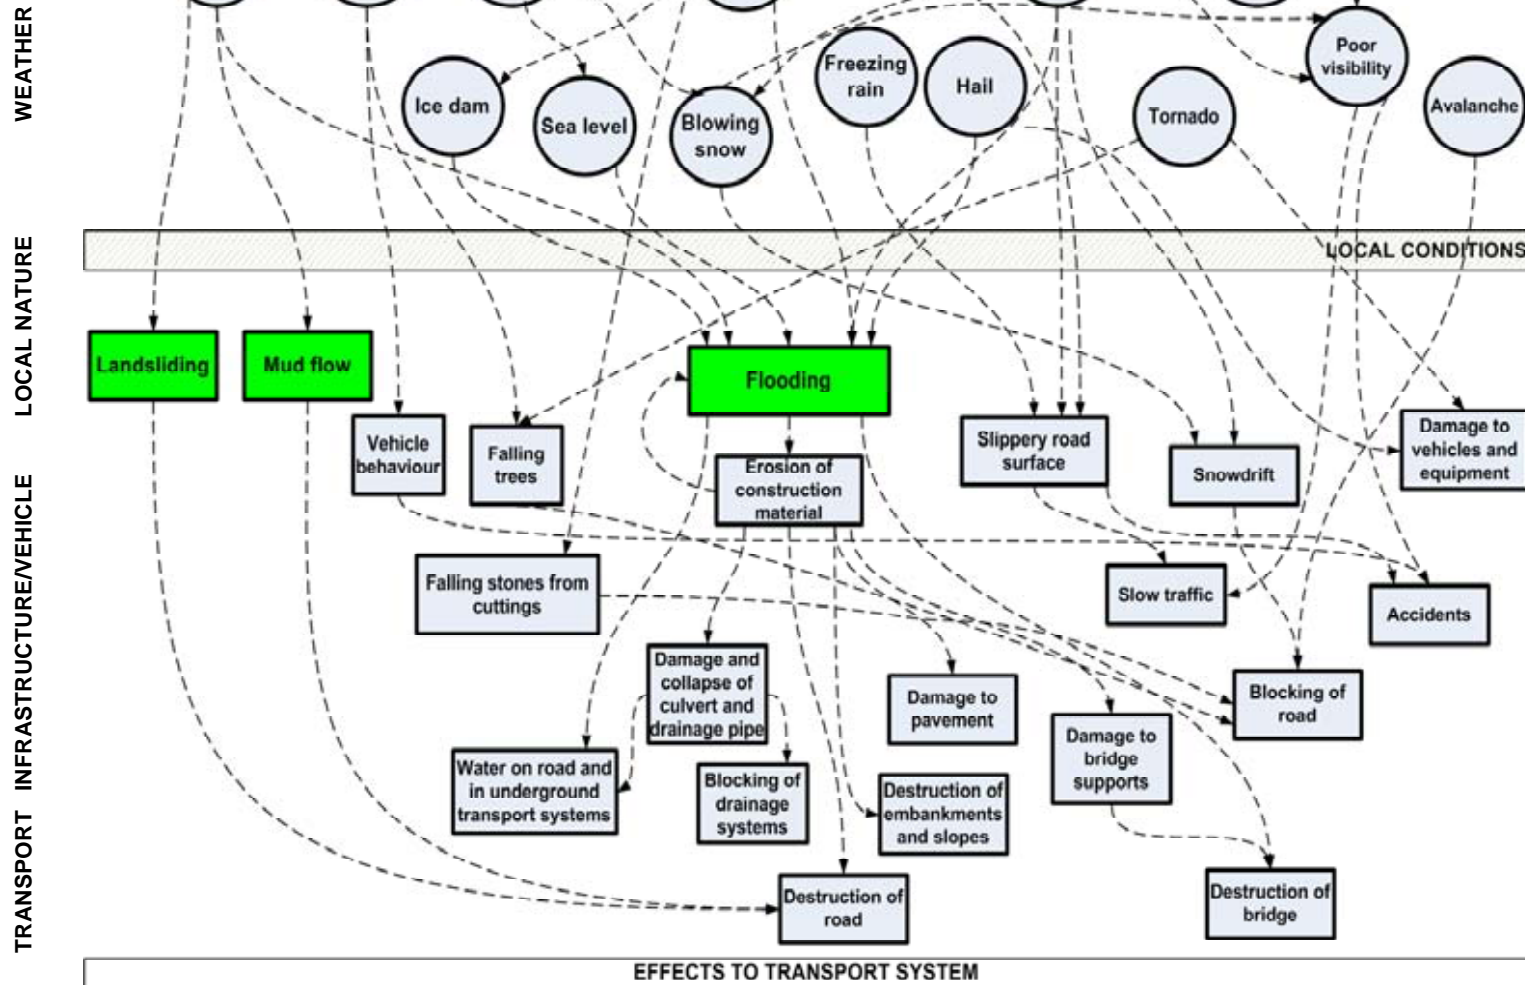 WEATHER
LOCAL NATURE
TRANSPORT INFRASTRUCTURE/VEHICLE
Ice dam
Sea level
Blowing
snow
Freezing
rain
Hail
Tornado
Poor
visibility
Avalanche
LOCAL CONDITIONS
Landsliding
Mud flow
Flooding
Vehicle
behaviour
Falling
trees
Erosion of
construction
material
Slippery road
surface
Snowdrift
Damage to
vehicles and
equipment
Falling stones from
cuttings
Slow traffic
Accidents
Damage and
collapse of
culvert and
drainage pipe
Damage to
pavement
Damage to
bridge
supports
Blocking of
road
Water on road and
in underground
transport systems
Blocking of
drainage
systems
Destruction of
embankments
and slopes
Destruction of
road
Destruction of
bridge
EFFECTS TO TRANSPORT SYSTEM